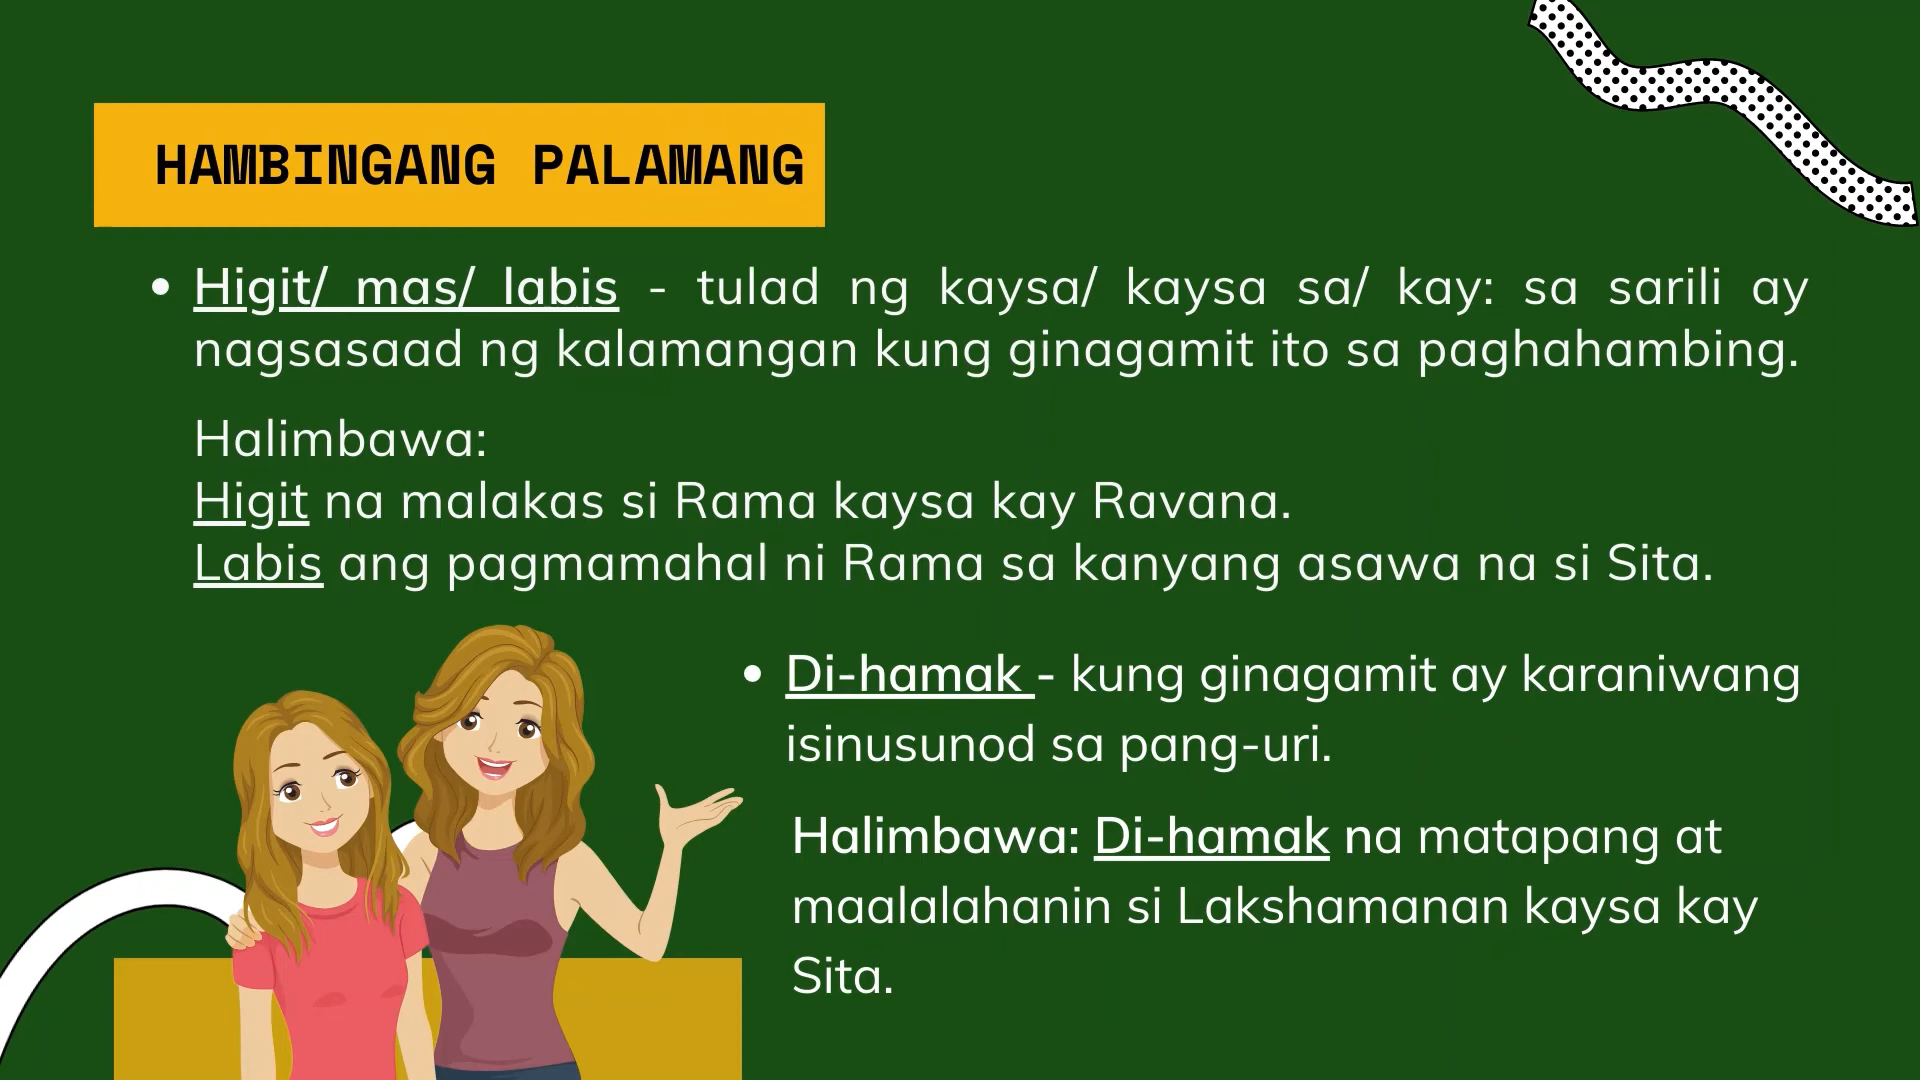 HAMBINGANG PALAMANG
• Higit/ mas/ labis - tulad ng kaysa/ kaysa sa/ kay: sa sarili ay
nagsasaad ng kalamangan kung ginagamit ito sa paghahambing.
Halimbawa:
Higit na malakas si Rama kaysa kay Ravana.
Labis ang pagmamahal ni Rama sa kanyang asawa na si Sita.
• Di-hamak - kung ginagamit ay karaniwang
isinusunod sa pang-uri.
Halimbawa: Di-hamak na matapang at
maalalahanin si Lakshamanan kaysa kay
Sita.